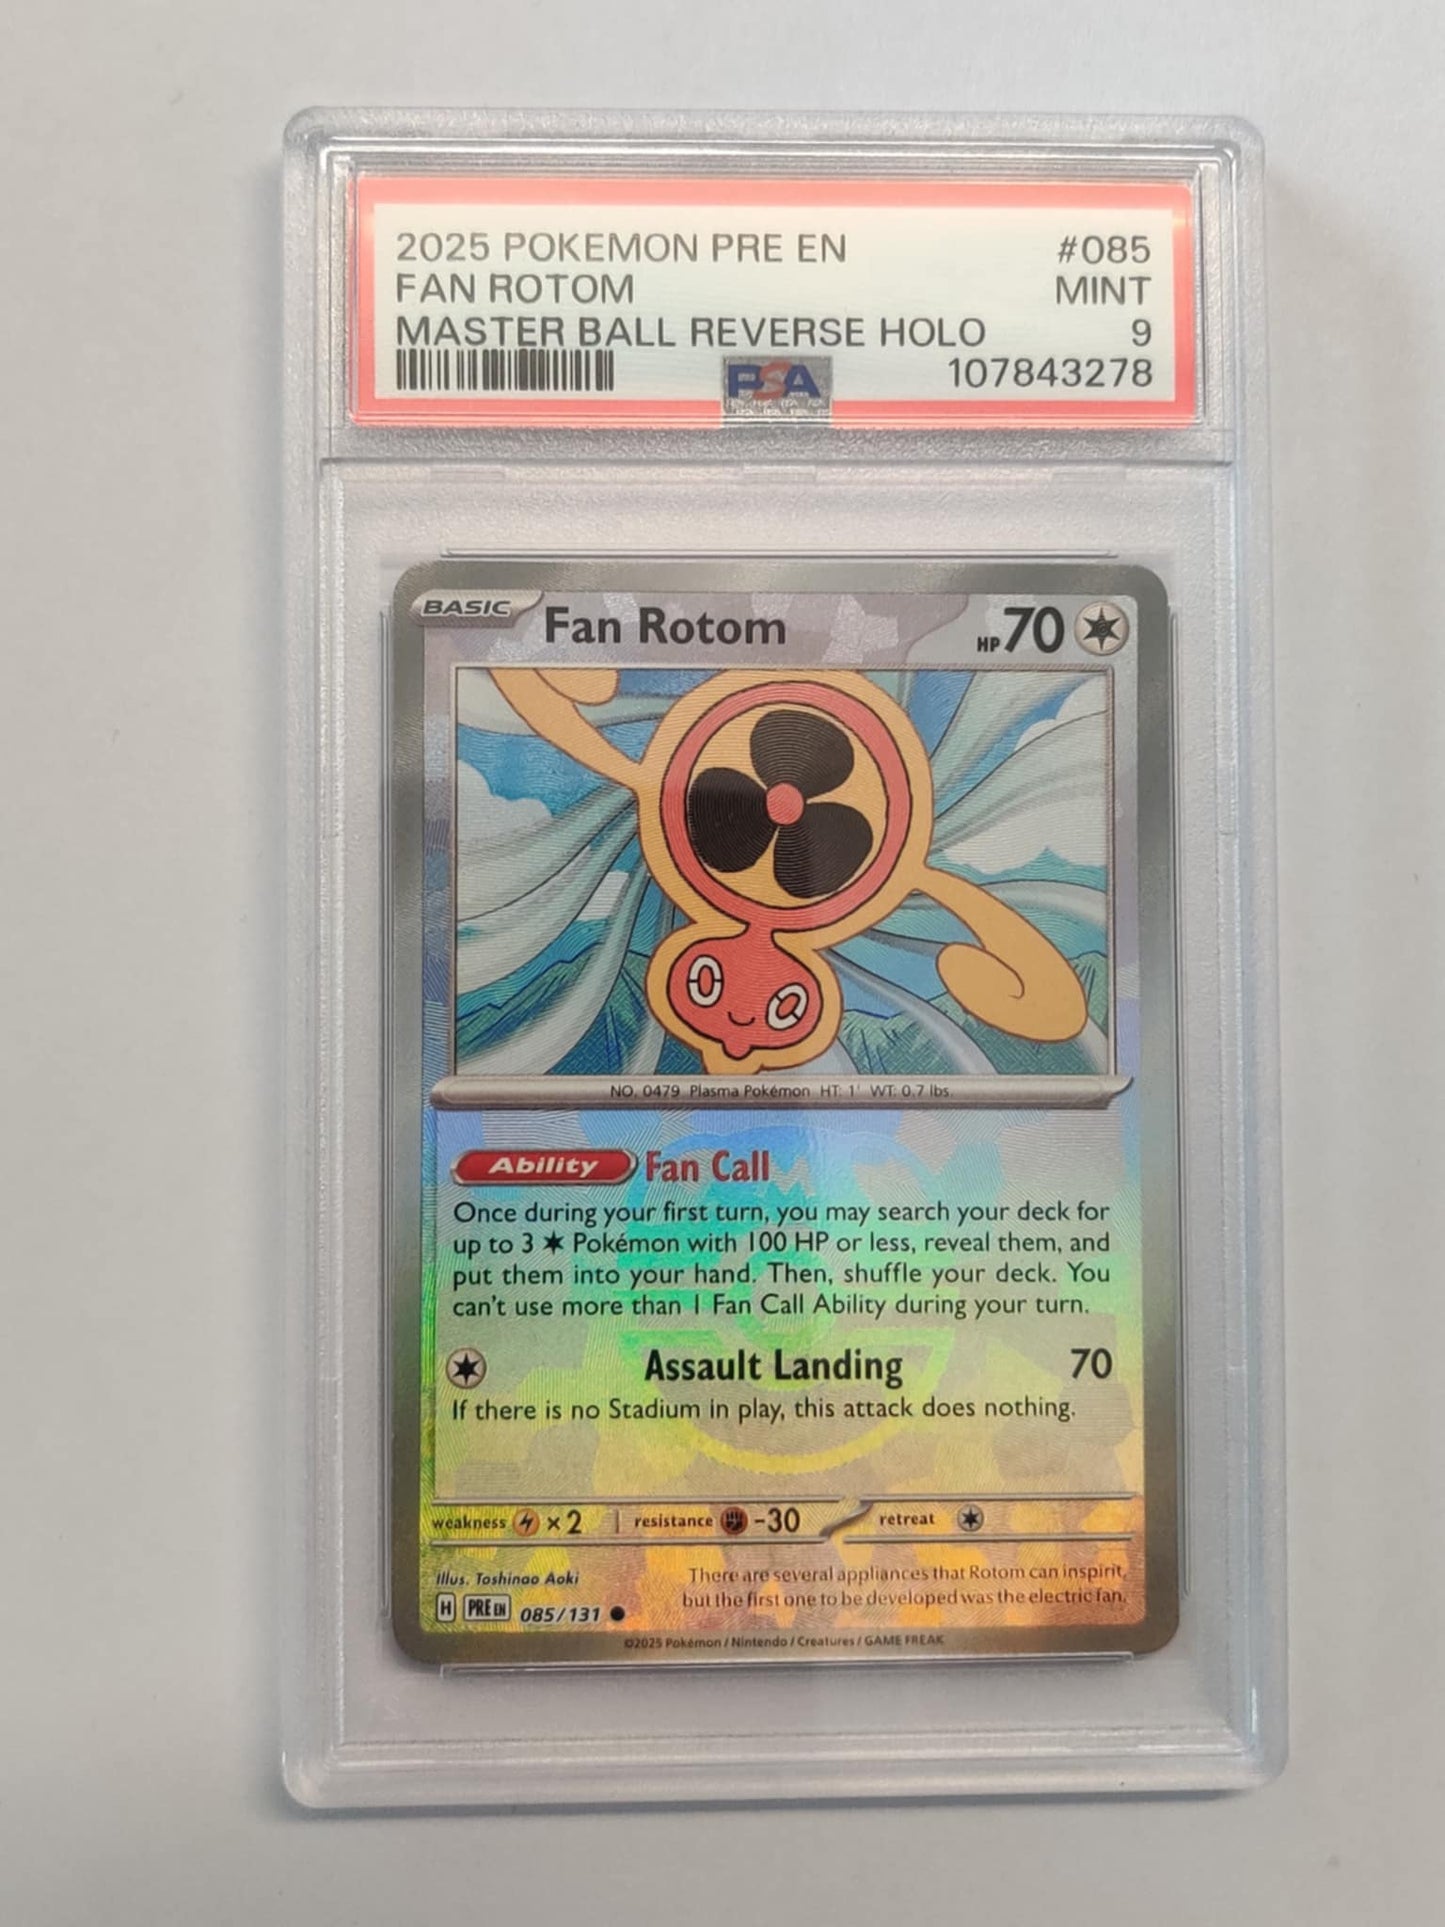 2025 POKEMON PRE EN #085
FAN ROTOM MINT
MASTER BALL REVERSE HOLO 9
PSA 107843278
BASIC Fan Rotom HP 70
NO. 0479 Plasma Pokémon HT: 1' WT: 0.7 lbs.
Ability Fan Call
Once during your first turn, you may search your deck for
up to 3 Pokémon with 100 HP or less, reveal them, and
put them into your hand. Then, shuffle your deck. You
can't use more than 1 Fan Call Ability during your turn.
Assault Landing 70
If there is no Stadium in play, this attack does nothing.
weakness ×2 resistance -30 retreat
Illus. Toshinao Aoki
There are several appliances that Rotom can inspirit,
but the first one to be developed was the electric fan.
H PRE EN 085/131
©2025 Pokémon / Nintendo / Creatures / GAME FREAK